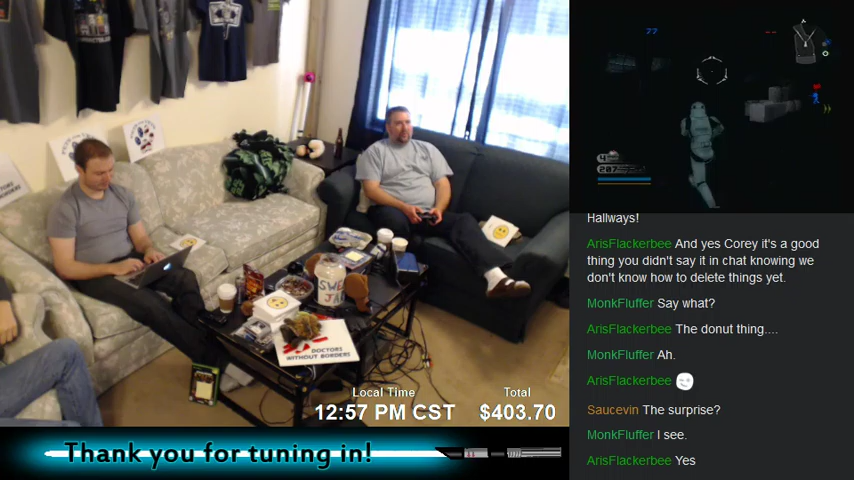 77
Hallways!
ArisFlackerbee And yes Corey it's a good
thing you didn't say it in chat knowing we
don't know how to delete things yet.
MonkFluffer Say what?
ArisFlackerbee The donut thing....
MonkFluffer Ah.
ArisFlackerbee
Saucevin The surprise?
MonkFluffer I see.
ArisFlackerbee Yes
SWEAR
JAR
DOCTORS
WITHOUT BORDERS
Local Time
Total
12:57 PM CST
$403.70
Thank you for tuning in!